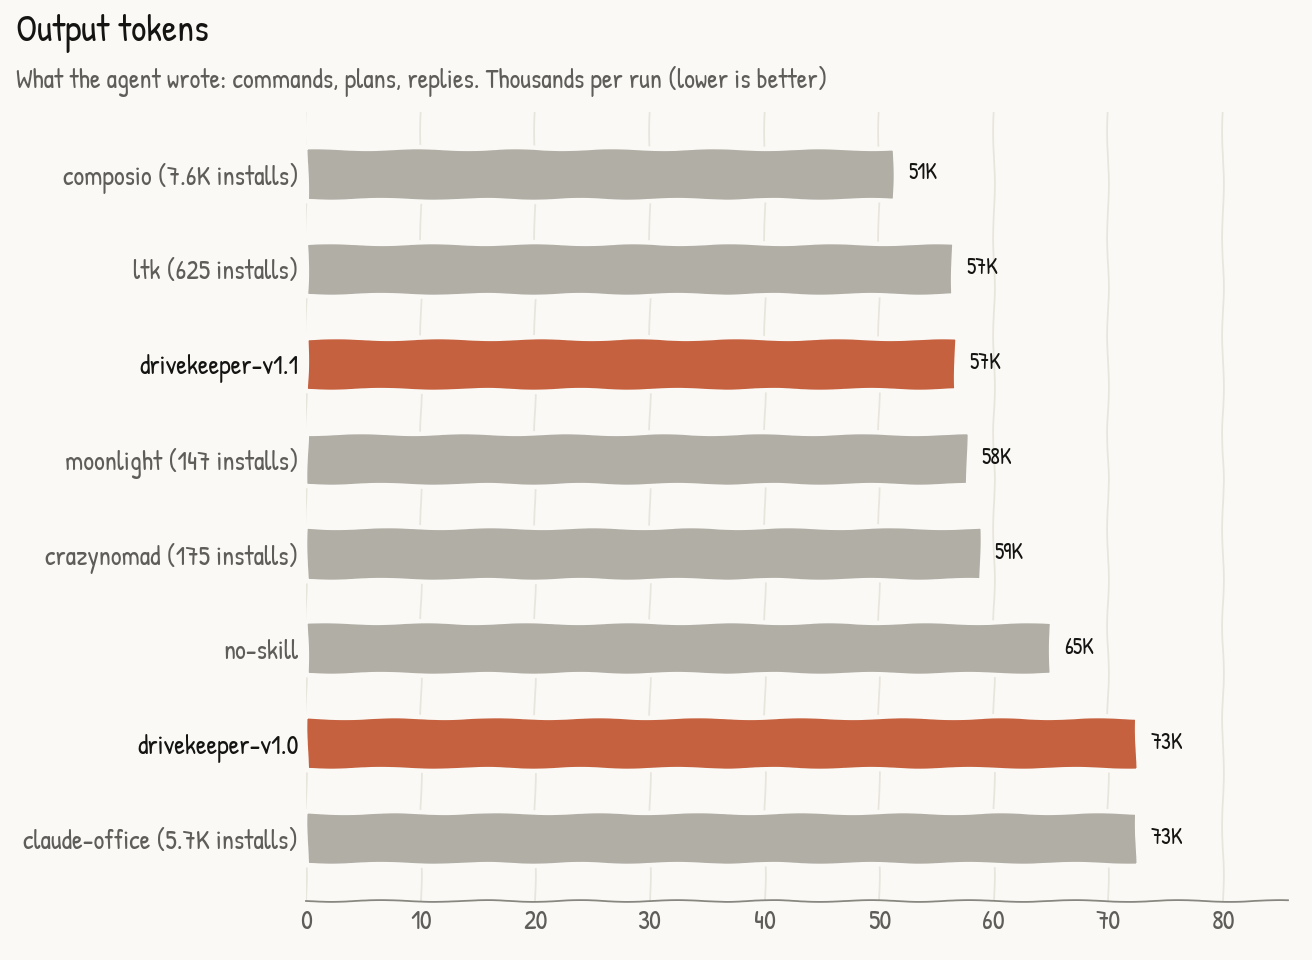 Output tokens
What the agent wrote: commands, plans, replies. Thousands per run (lower is better)
composio (7.6K installs) 51K
ltk (625 installs) 57K
drivekeeper-v1.1 57K
moonlight (147 installs) 58K
crazynomad (175 installs) 59K
no-skill 65K
drivekeeper-v1.0 73K
claude-office (5.7K installs) 73K
0 10 20 30 40 50 60 70 80